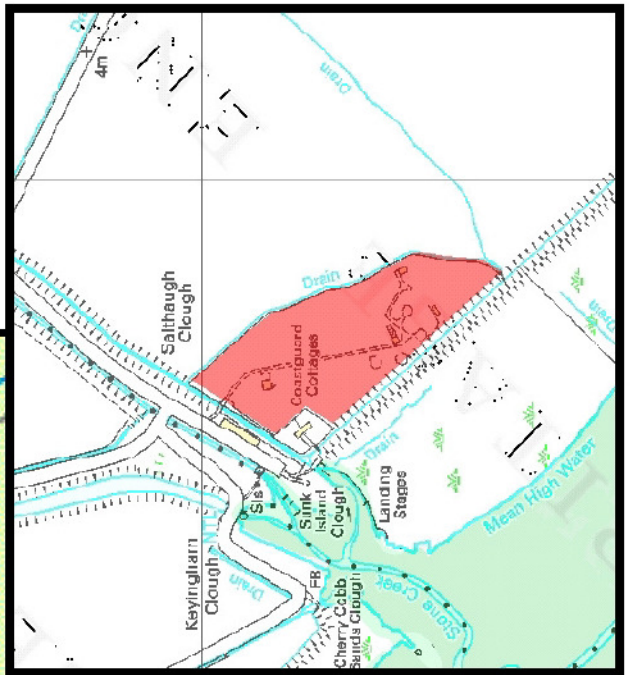 Drain
4m
Drain
Salthaugh
Clough
Drain
Coastguard
Cottages
Drain
Drain
Sls
Sunk
Island
Clough
Landing
Stages
Mean High Water
Keyingham
Clough
Drain
FB
Cherry Cobb
Sands Clough
Stone Creek